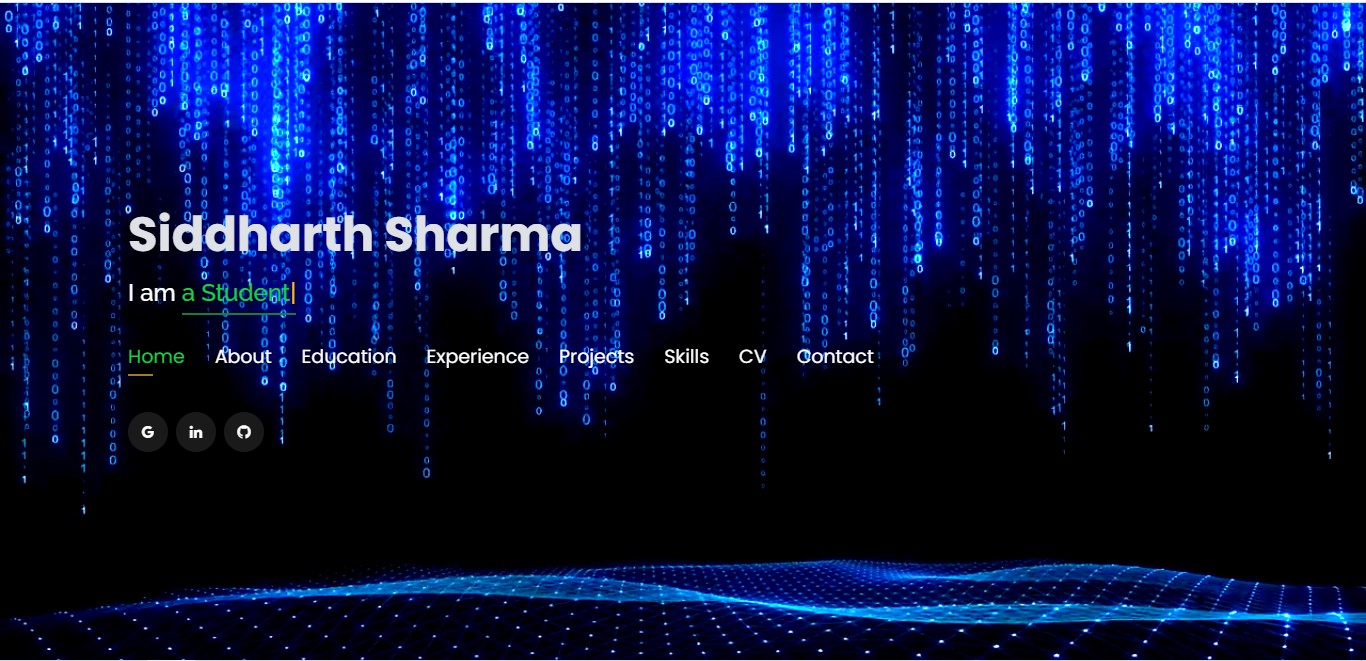 Siddharth Sharma
I am a Student
Home About Education Experience Projects Skills CV Contact
G in